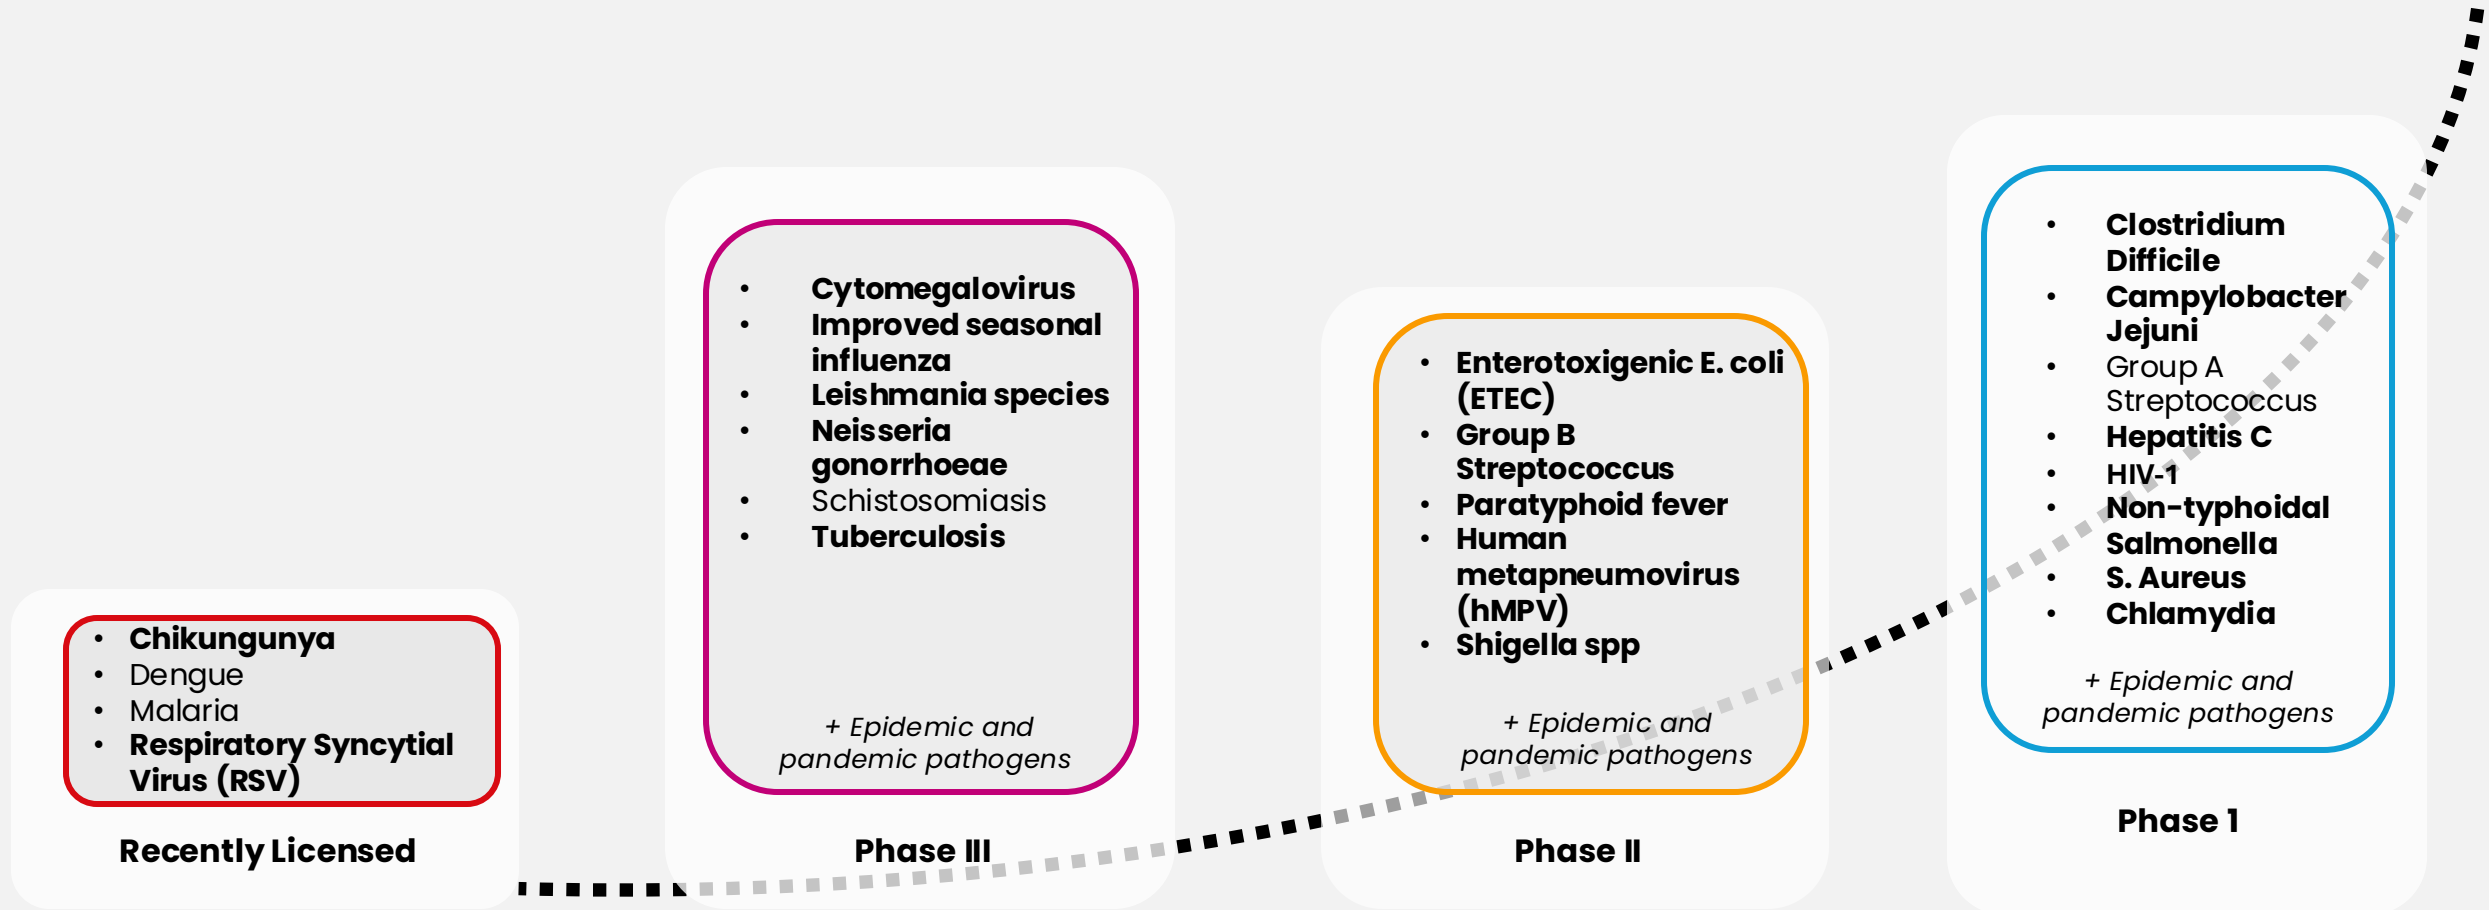 • Chikungunya
• Dengue
• Malaria
• Respiratory Syncytial
Virus (RSV)
Recently Licensed
• Cytomegalovirus
• Improved seasonal
influenza
• Leishmania species
• Neisseria
gonorrhoeae
• Schistosomiasis
• Tuberculosis
+ Epidemic and
pandemic pathogens
Phase III
• Enterotoxigenic E. coli
(ETEC)
• Group B
Streptococcus
• Paratyphoid fever
• Human
metapneumovirus
(hMPV)
• Shigella spp
+ Epidemic and
pandemic pathogens
Phase II
• Clostridium
Difficile
• Campylobacter
Jejuni
• Group A
Streptococcus
• Hepatitis C
• HIV-1
• Non-typhoidal
Salmonella
• S. Aureus
• Chlamydia
+ Epidemic and
pandemic pathogens
Phase 1